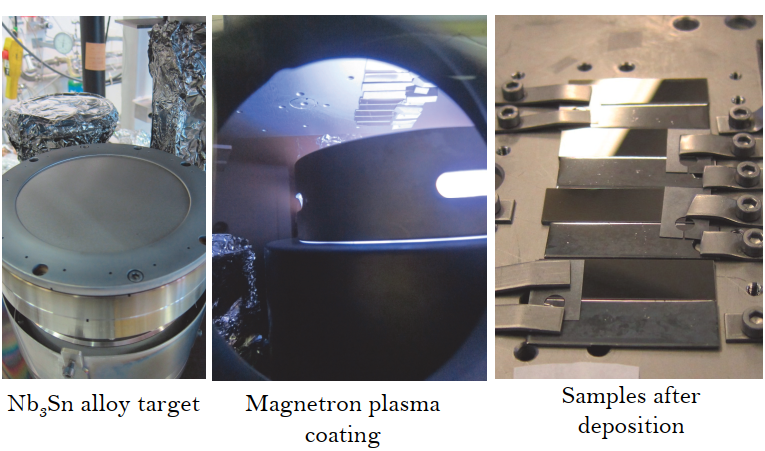 Nb₃Sn alloy target
Magnetron plasma
coating
Samples after
deposition